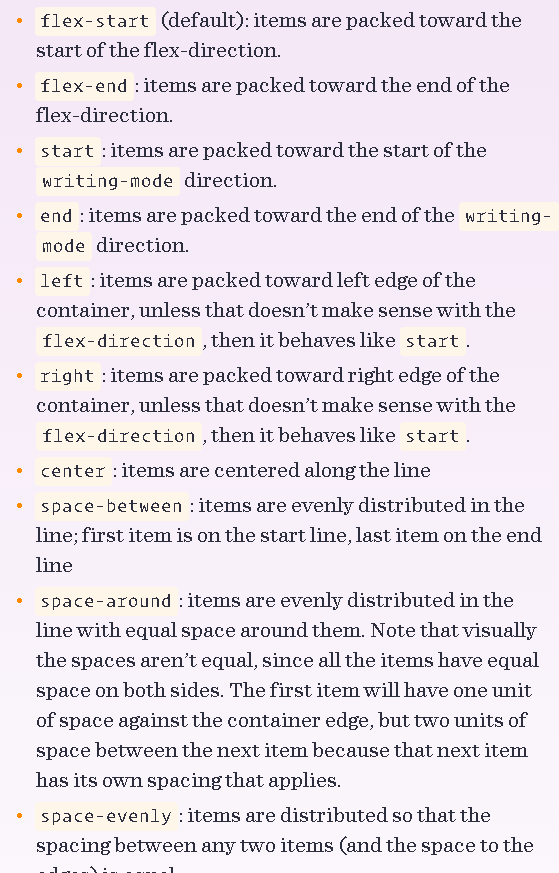 • flex-start (default): items are packed toward the
start of the flex-direction.
• flex-end : items are packed toward the end of the
flex-direction.
• start : items are packed toward the start of the
writing-mode direction.
• end : items are packed toward the end of the writing-
mode direction.
• left : items are packed toward left edge of the
container, unless that doesn’t make sense with the
flex-direction , then it behaves like start .
• right : items are packed toward right edge of the
container, unless that doesn’t make sense with the
flex-direction , then it behaves like start .
• center : items are centered along the line
• space-between : items are evenly distributed in the
line; first item is on the start line, last item on the end
line
• space-around : items are evenly distributed in the
line with equal space around them. Note that visually
the spaces aren’t equal, since all the items have equal
space on both sides. The first item will have one unit
of space against the container edge, but two units of
space between the next item because that next item
has its own spacing that applies.
• space-evenly : items are distributed so that the
spacing between any two items (and the space to the
edges) is equal